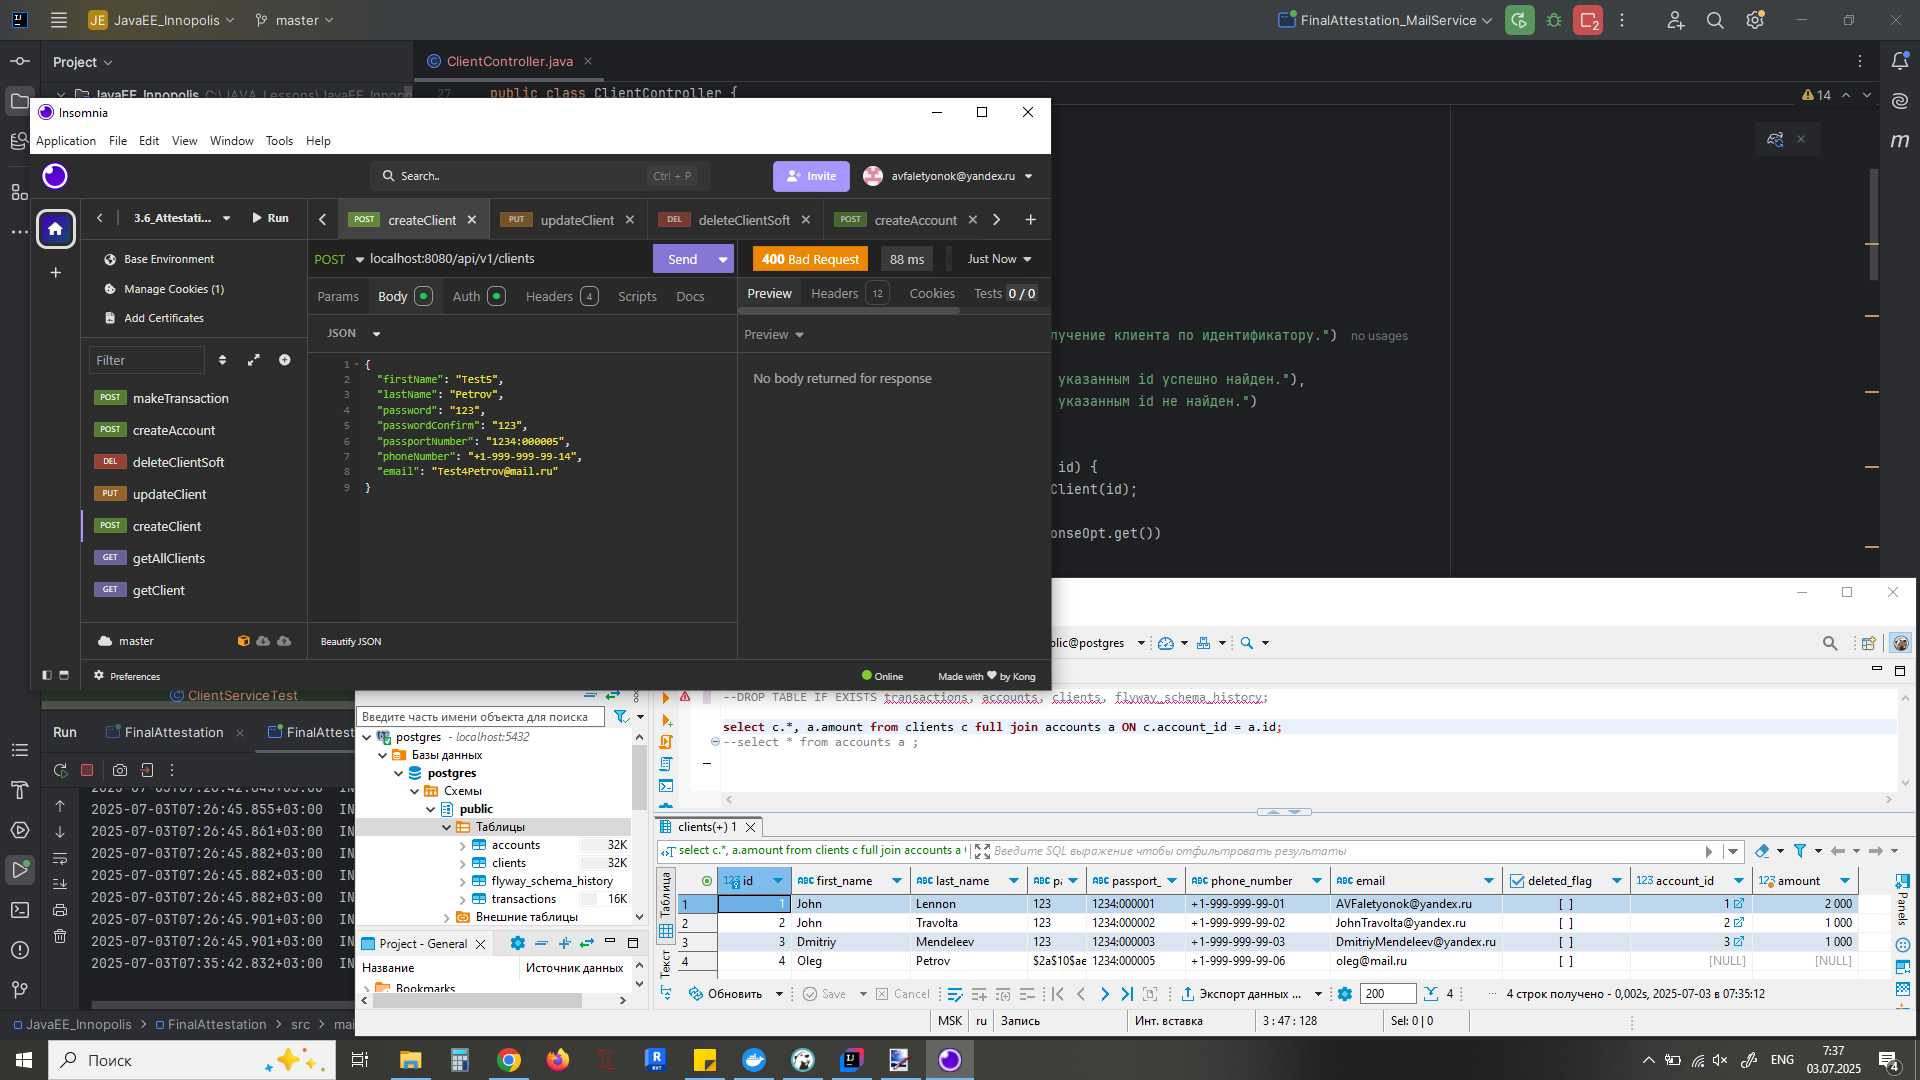 JE JavaEE_Innopolis master FinalAttestation_MailService
Project ClientController.java
JavaEE_Innopolis C:\JAVA_Lessons\JavaEE_Innopo
27 public class ClientController {
14
Insomnia
Application File Edit View Window Tools Help
Search.. Ctrl + P Invite avfaletyonok@yandex.ru
3.6_Attestati... Run
POST createClient PUT updateClient DEL deleteClientSoft POST createAccount
Base Environment
Manage Cookies (1)
Add Certificates
Filter
POST makeTransaction
POST createAccount
DEL deleteClientSoft
PUT updateClient
POST createClient
GET getAllClients
GET getClient
master
Preferences
POST localhost:8080/api/v1/clients Send
Params Body Auth Headers 4 Scripts Docs
JSON
1 {
2 "firstName": "Test5",
3 "lastName": "Petrov",
4 "password": "123",
5 "passwordConfirm": "123",
6 "passportNumber": "1234:000005",
7 "phoneNumber": "+1-999-999-99-14",
8 "email": "Test4Petrov@mail.ru"
9 }
Beautify JSON
400 Bad Request 88 ms Just Now
Preview Headers 12 Cookies Tests 0 / 0
Preview
No body returned for response
Online Made with by Kong
лучение клиента по идентификатору.") no usages
указанным id успешно найден."),
указанным id не найден.")
id) {
Client(id);
onseOpt.get())
ClientServiceTest
Run FinalAttestation FinalAttest
2025-07-03T07:26:45.855+03:00 IN
2025-07-03T07:26:45.861+03:00 IN
2025-07-03T07:26:45.882+03:00 IN
2025-07-03T07:26:45.882+03:00 IN
2025-07-03T07:26:45.890+03:00 IN
2025-07-03T07:26:45.901+03:00 IN
2025-07-03T07:26:45.901+03:00 IN
2025-07-03T07:35:42.832+03:00 IN
JavaEE_Innopolis FinalAttestation src mai
blic@postgres
Введите часть имени объекта для поиска
postgres - localhost:5432
Базы данных
postgres
Схемы
public
Таблицы
accounts 32K
clients 32K
flyway_schema_history
transactions 16K
Внешние таблицы
Project - General
Название Источник данных
Bookmarks
--DROP TABLE IF EXISTS transactions, accounts, clients, flyway_schema_history;
select c.*, a.amount from clients c full join accounts a ON c.account_id = a.id;
--select * from accounts a ;
clients(+) 1
select c.*, a.amount from clients c full join accounts a Введите SQL выражение чтобы отфильтровать результаты
Таблица
Текст
Panels
123 id ABC first_name ABC last_name ABC pa ABC passport_ ABC phone_number ABC email deleted_flag 123 account_id 123 amount
1 1 John Lennon 123 1234:000001 +1-999-999-99-01 AVFaletyonok@yandex.ru [ ] 1 2 000
2 2 John Travolta 123 1234:000002 +1-999-999-99-02 JohnTravolta@yandex.ru [ ] 2 1 000
3 3 Dmitriy Mendeleev 123 1234:000003 +1-999-999-99-03 DmitriyMendeleev@yandex.ru [ ] 3 1 000
4 4 Oleg Petrov $2a$10$ae 1234:000005 +1-999-999-99-06 oleg@mail.ru [ ] [NULL] [NULL]
Обновить Save Cancel Экспорт данных ... 200 4 4 строк получено - 0,002s, 2025-07-03 в 07:35:12
MSK ru Запись Инт. вставка 3 : 47 : 128 Sel: 0 | 0
Поиск ENG 7:37
03.07.2025 4